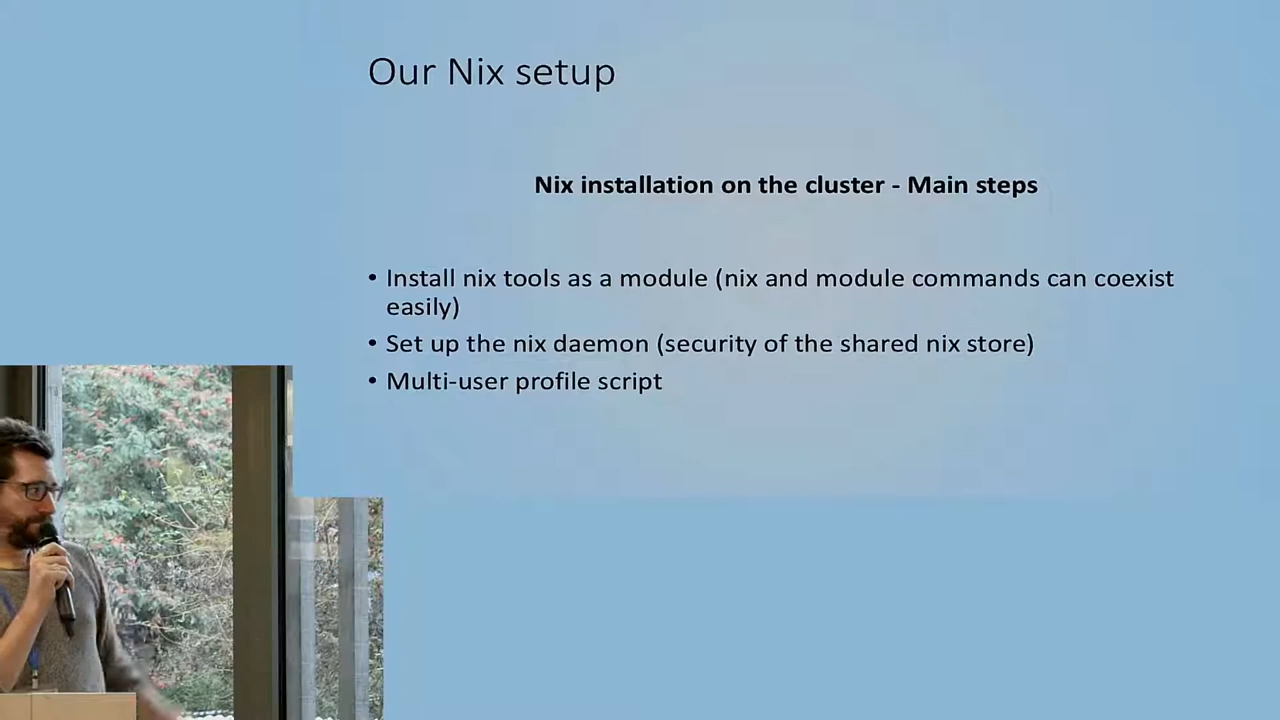 Our Nix setup
Nix installation on the cluster - Main steps
• Install nix tools as a module (nix and module commands can coexist
easily)
• Set up the nix daemon (security of the shared nix store)
• Multi-user profile script